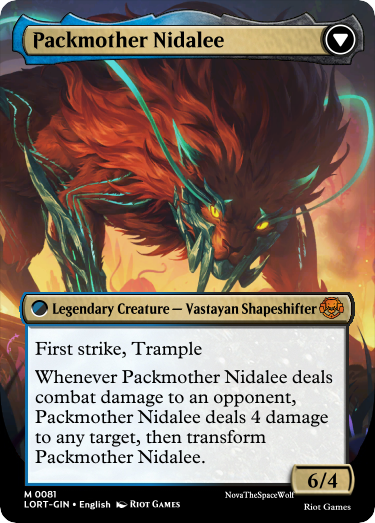 Packmother Nidalee
Legendary Creature — Vastayan Shapeshifter
First strike, Trample
Whenever Packmother Nidalee deals
combat damage to an opponent,
Packmother Nidalee deals 4 damage
to any target, then transform
Packmother Nidalee.
6/4
M 0081
LORT-GIN • English Riot Games
NovaTheSpaceWolf
Riot Games